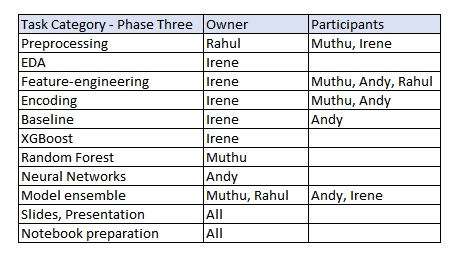 Task Category - Phase Three Owner Participants
Preprocessing Rahul Muthu, Irene
EDA Irene
Feature-engineering Irene Muthu, Andy, Rahul
Encoding Irene Muthu, Andy
Baseline Irene Andy
XGBoost Irene
Random Forest Muthu
Neural Networks Andy
Model ensemble Muthu, Rahul Andy, Irene
Slides, Presentation All
Notebook preparation All